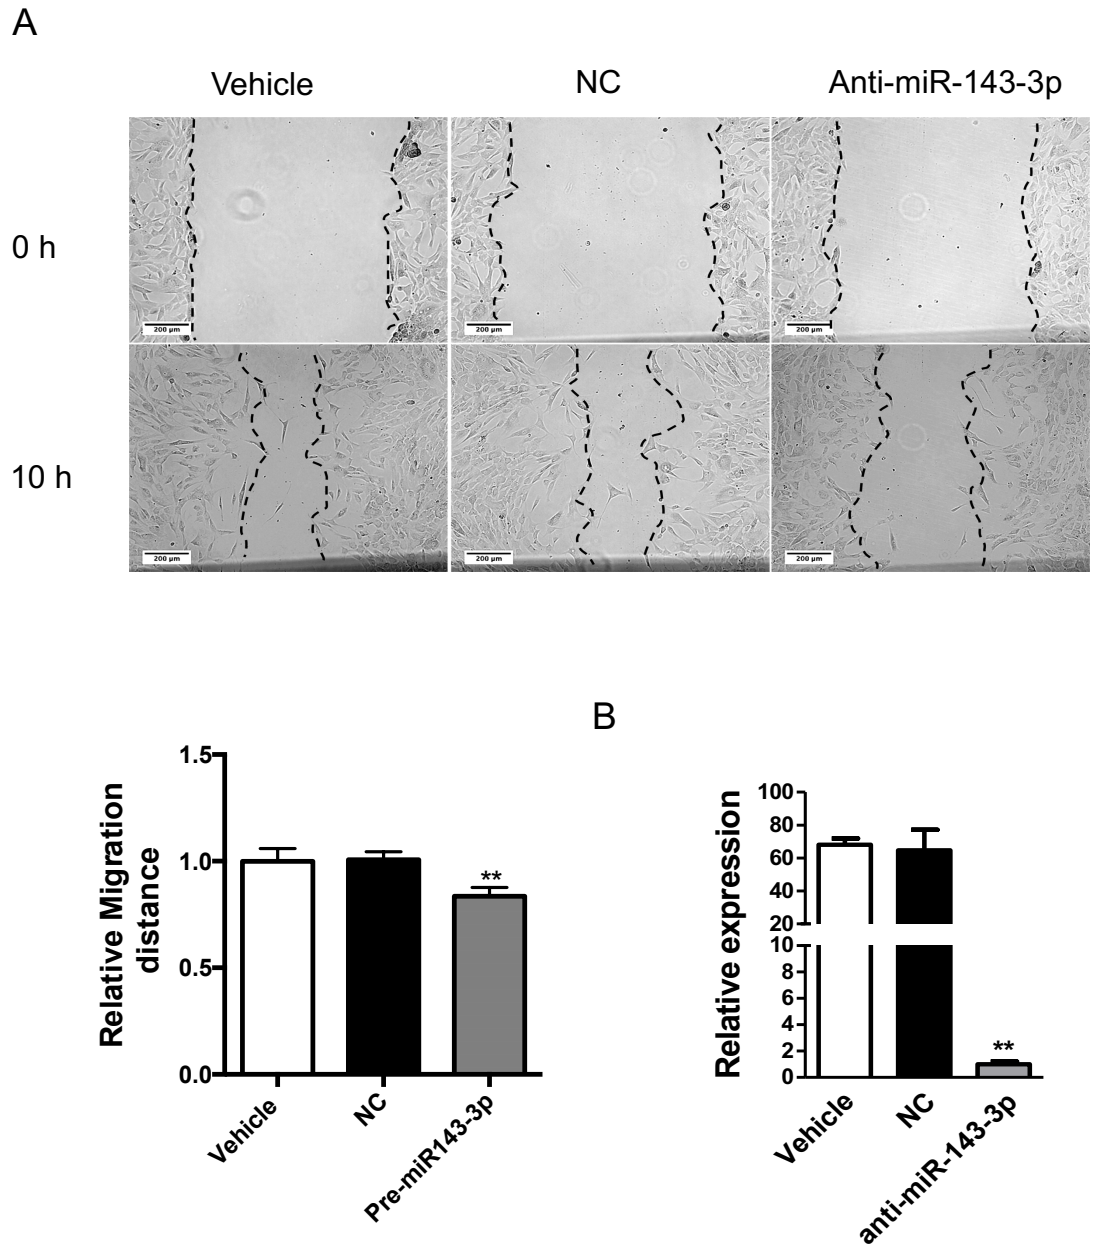 A
Vehicle
NC
Anti-miR-143-3p
0 h
200 µm
200 µm
200 µm
10 h
200 µm
200 µm
200 µm
B
Relative Migration
distance
1.5
1.0
0.5
0.0
**
Vehicle
NC
Pre-miR143-3p
Relative expression
100
80
60
40
20
10
8
6
4
2
0
**
Vehicle
NC
anti-miR-143-3p